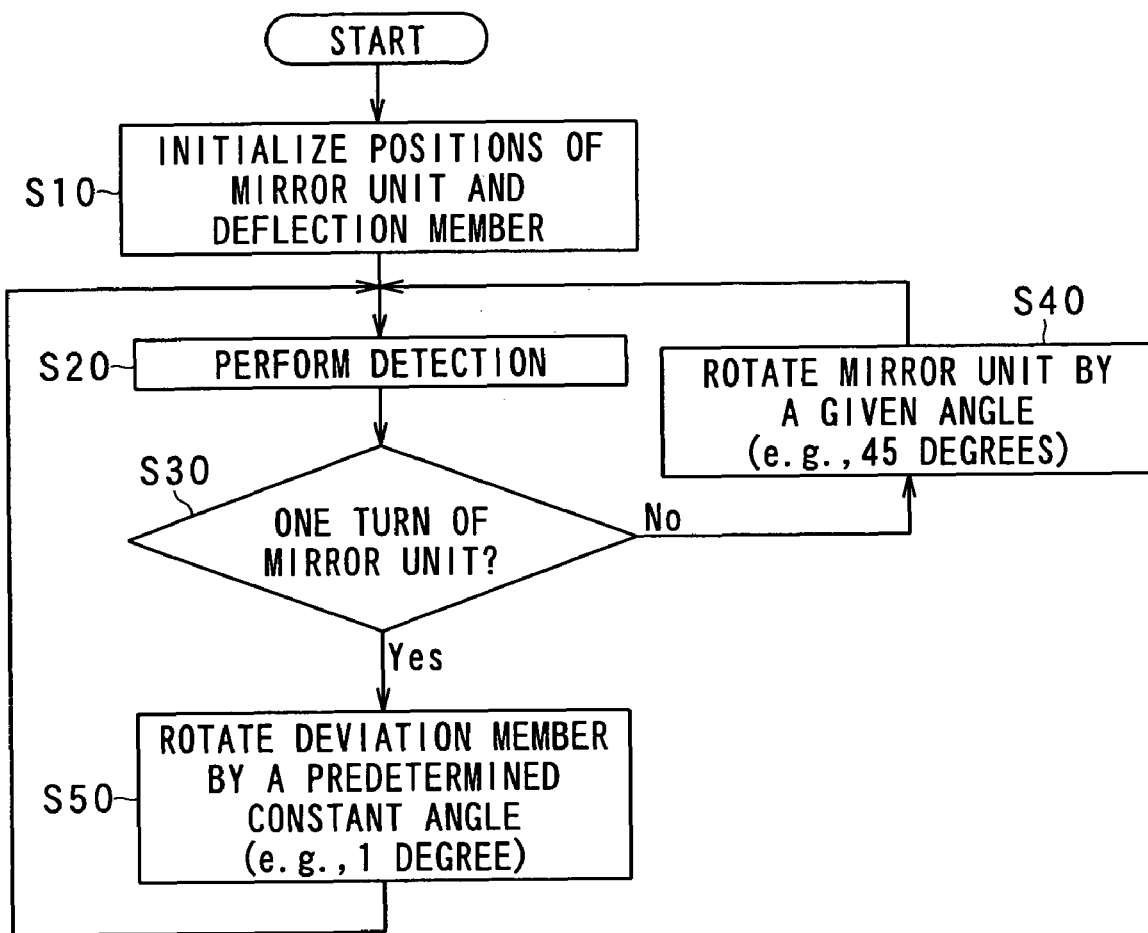 START
S10
INITIALIZE POSITIONS OF
MIRROR UNIT AND
DEFLECTION MEMBER
S20
PERFORM DETECTION
S40
ROTATE MIRROR UNIT BY
A GIVEN ANGLE
(e.g., 45 DEGREES)
S30
ONE TURN OF
MIRROR UNIT?
No
Yes
S50
ROTATE DEVIATION MEMBER
BY A PREDETERMINED
CONSTANT ANGLE
(e.g., 1 DEGREE)